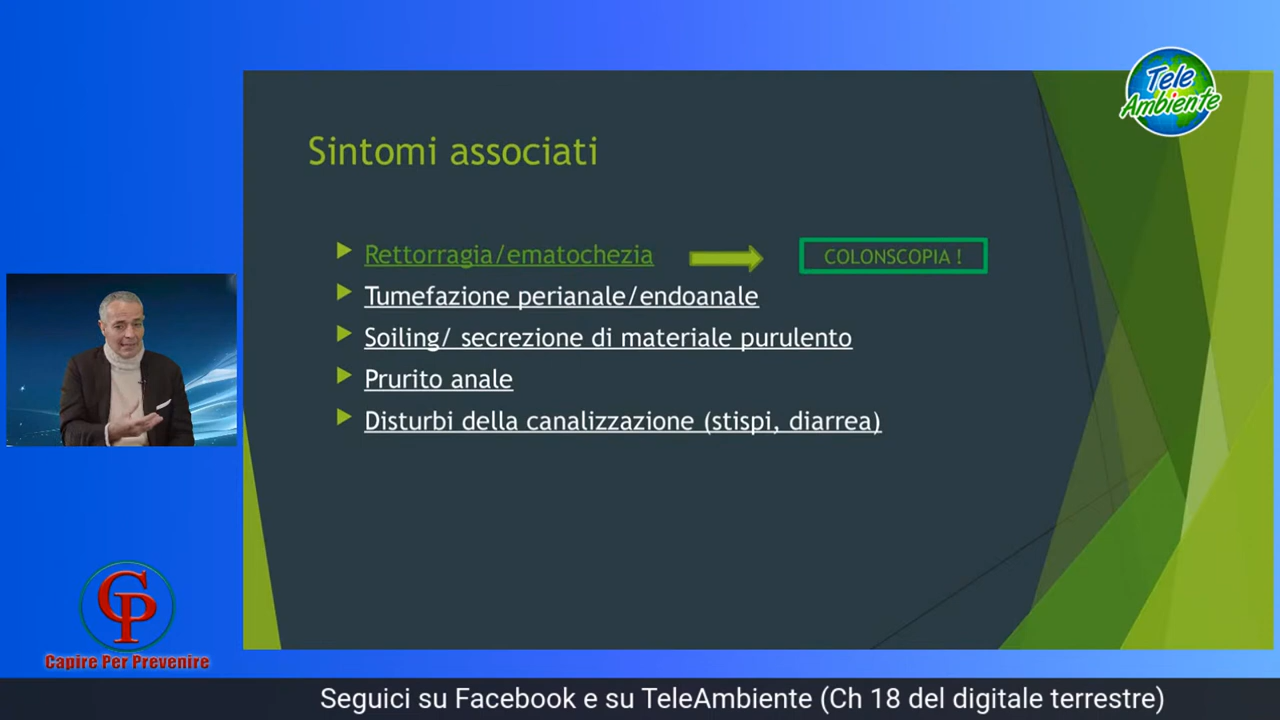 Tele
Ambiente
Sintomi associati
Rettorragia/ematochezia
COLONSCOPIA !
Tumefazione perianale/endoanale
Soiling/ secrezione di materiale purulento
Prurito anale
Disturbi della canalizzazione (stispi, diarrea)
CP
Capire Per Prevenire
Seguici su Facebook e su TeleAmbiente (Ch 18 del digitale terrestre)